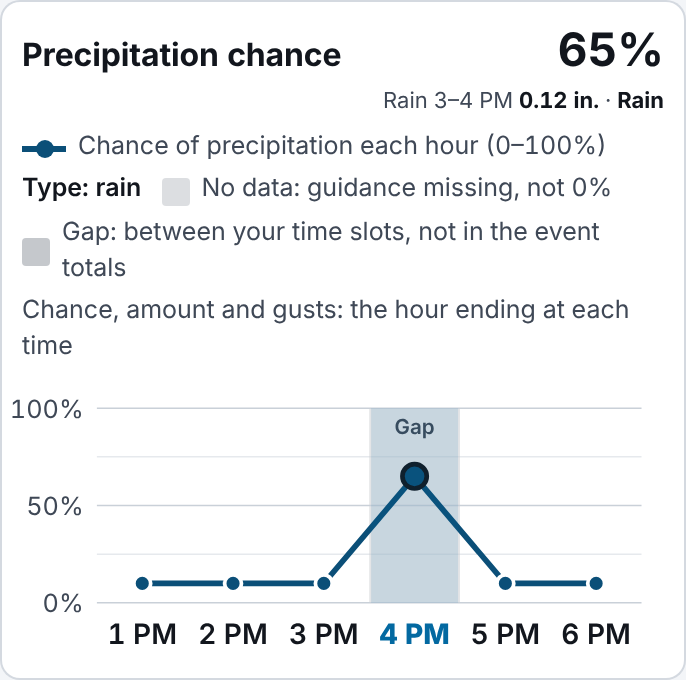 Precipitation chance
65%
Rain 3–4 PM 0.12 in. · Rain
Chance of precipitation each hour (0–100%)
Type: rain No data: guidance missing, not 0%
Gap: between your time slots, not in the event
totals
Chance, amount and gusts: the hour ending at each
time
100%
Gap
50%
0%
1 PM 2 PM 3 PM 4 PM 5 PM 6 PM